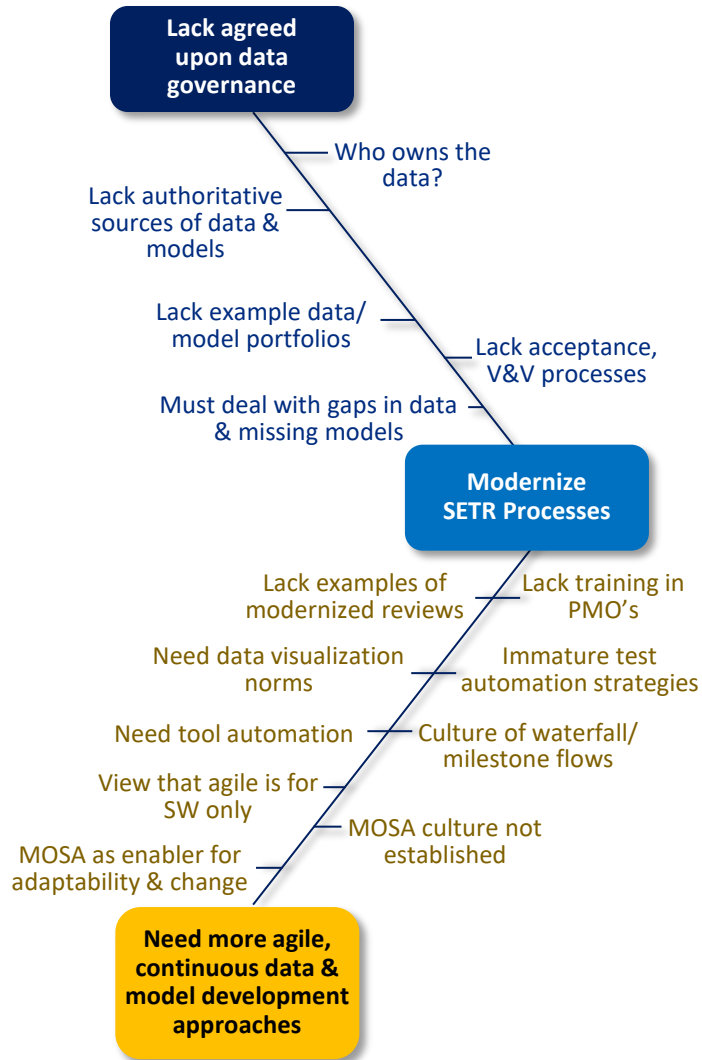 Lack agreed
upon data
governance
Who owns the
data?
Lack authoritative
sources of data &
models
Lack example data/
model portfolios
Lack acceptance,
V&V processes
Must deal with gaps in data
& missing models
Modernize
SETR Processes
Lack examples of
modernized reviews
Lack training in
PMO's
Need data visualization
norms
Immature test
automation strategies
Need tool automation
Culture of waterfall/
milestone flows
View that agile is for
SW only
MOSA culture not
established
MOSA as enabler for
adaptability & change
Need more agile,
continuous data &
model development
approaches